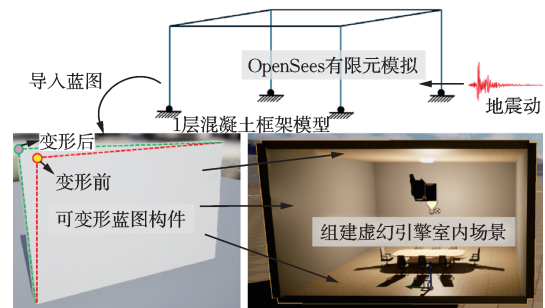 OpenSees有限元模拟
导入蓝图
地震动
1层混凝土框架模型
变形后
变形前
可变形蓝图构件
组建虚幻引擎室内场景